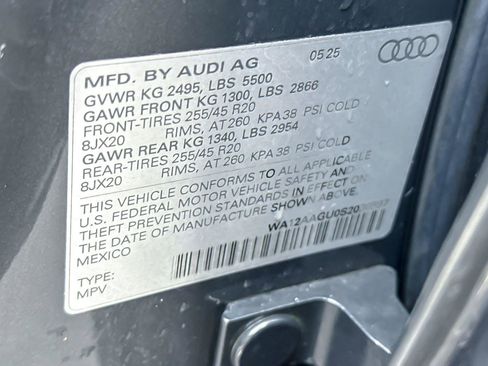 MFD. BY AUDI AG 05 25
GVWR KG 2495, LBS 5500
GAWR FRONT KG 1300, LBS 2866
FRONT-TIRES 255/45 R20
8JX20 RIMS, AT 260 KPA 38 PSI COLD
GAWR REAR KG 1340, LBS 2954
REAR-TIRES 255/45 R20
8JX20 RIMS, AT 260 KPA 38 PSI COLD
THIS VEHICLE CONFORMS TO ALL APPLICABLE
U.S. FEDERAL MOTOR VEHICLE SAFETY AND
THEFT PREVENTION STANDARDS IN EFFECT ON
THE DATE OF MANUFACTURE SHOWN ABOVE.
MEXICO
TYPE:
MPV